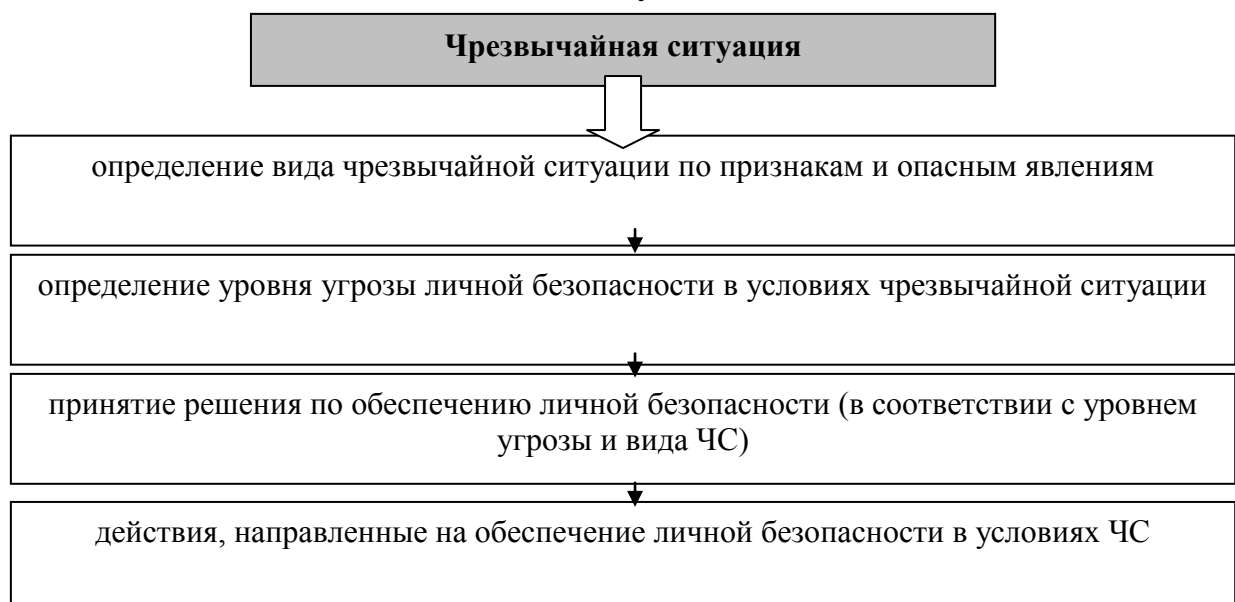 Чрезвычайная ситуация
определение вида чрезвычайной ситуации по признакам и опасным явлениям
определение уровня угрозы личной безопасности в условиях чрезвычайной ситуации
принятие решения по обеспечению личной безопасности (в соответствии с уровнем
угрозы и вида ЧС)
действия, направленные на обеспечение личной безопасности в условиях ЧС